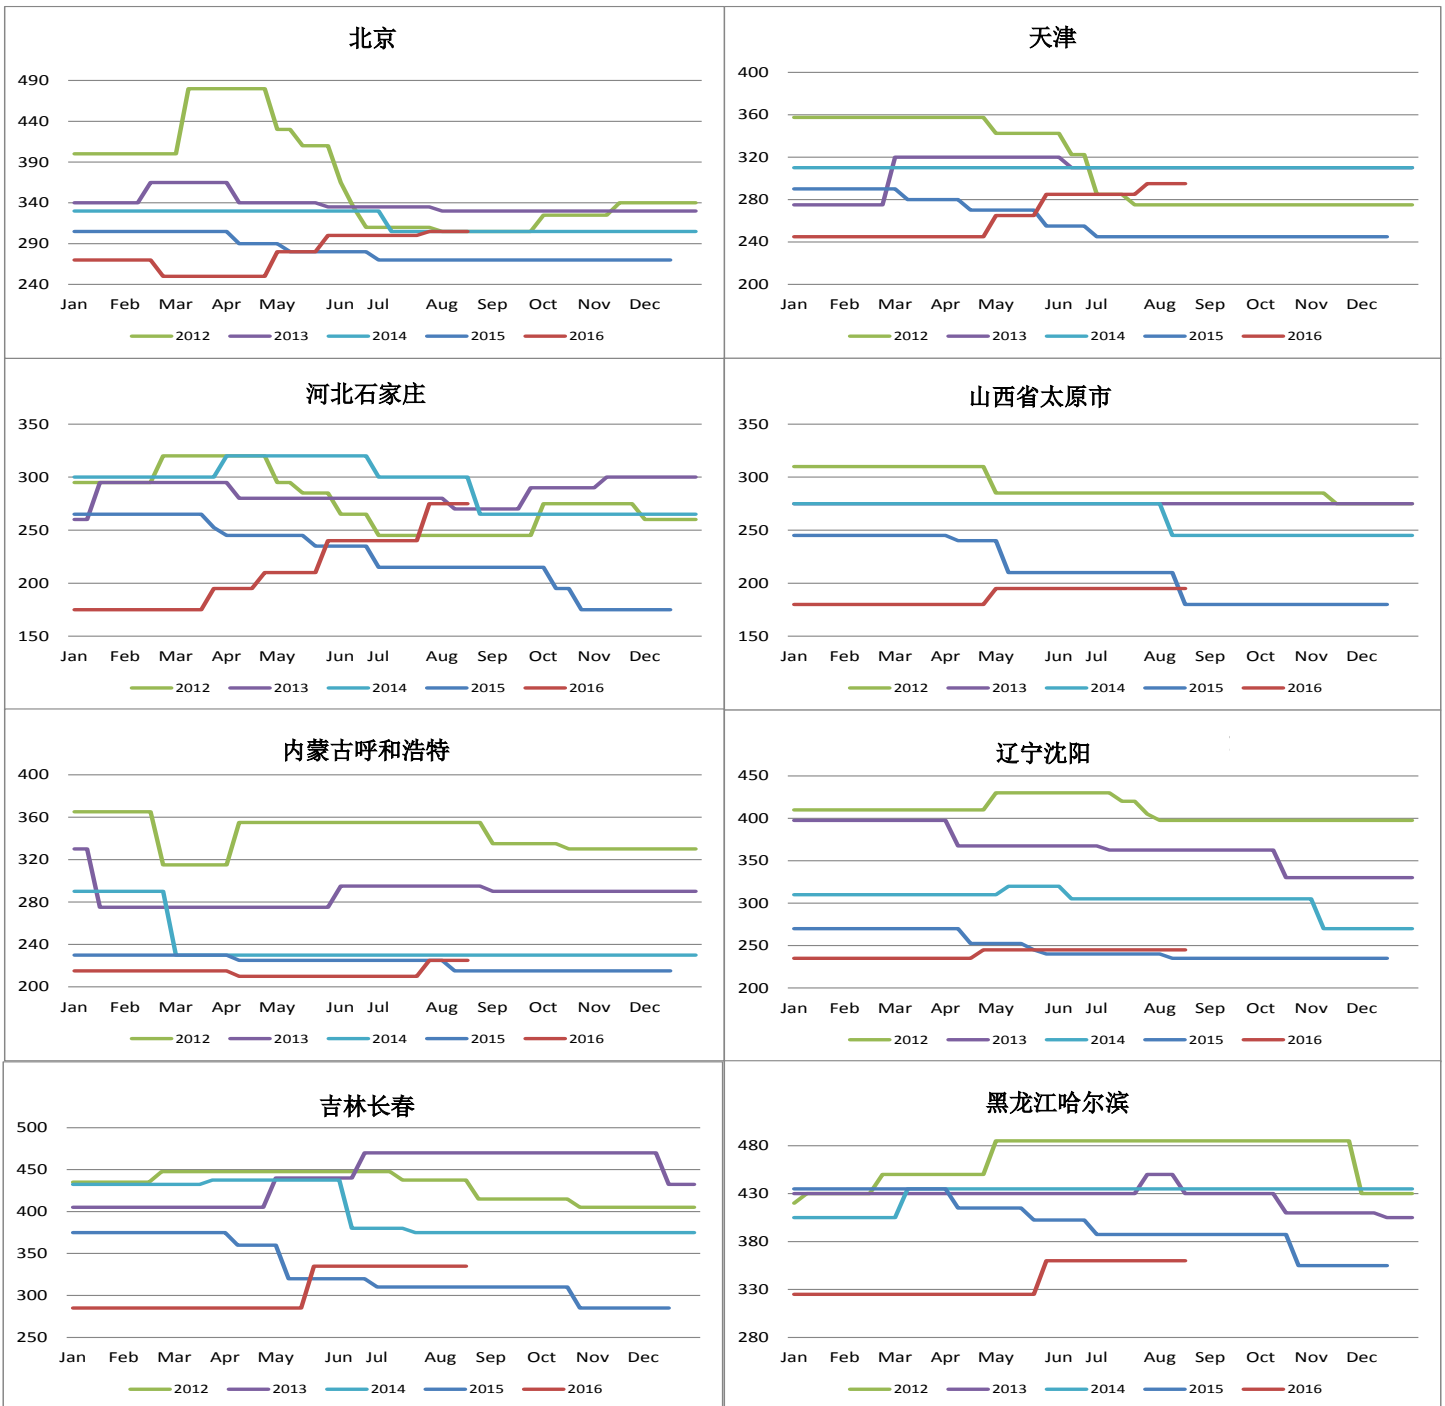 北京
490
440
390
340
290
240
Jan Feb Mar Apr May Jun Jul Aug Sep Oct Nov Dec
2012 2013 2014 2015 2016
天津
400
360
320
280
240
200
Jan Feb Mar Apr May Jun Jul Aug Sep Oct Nov Dec
2012 2013 2014 2015 2016
河北石家庄
350
300
250
200
150
Jan Feb Mar Apr May Jun Jul Aug Sep Oct Nov Dec
2012 2013 2014 2015 2016
山西省太原市
350
300
250
200
150
Jan Feb Mar Apr May Jun Jul Aug Sep Oct Nov Dec
2012 2013 2014 2015 2016
内蒙古呼和浩特
400
360
320
280
240
200
Jan Feb Mar Apr May Jun Jul Aug Sep Oct Nov Dec
2012 2013 2014 2015 2016
辽宁沈阳
450
400
350
300
250
200
Jan Feb Mar Apr May Jun Jul Aug Sep Oct Nov Dec
2012 2013 2014 2015 2016
吉林长春
500
450
400
350
300
250
Jan Feb Mar Apr May Jun Jul Aug Sep Oct Nov Dec
2012 2013 2014 2015 2016
黑龙江哈尔滨
480
430
380
330
280
Jan Feb Mar Apr May Jun Jul Aug Sep Oct Nov Dec
2012 2013 2014 2015 2016